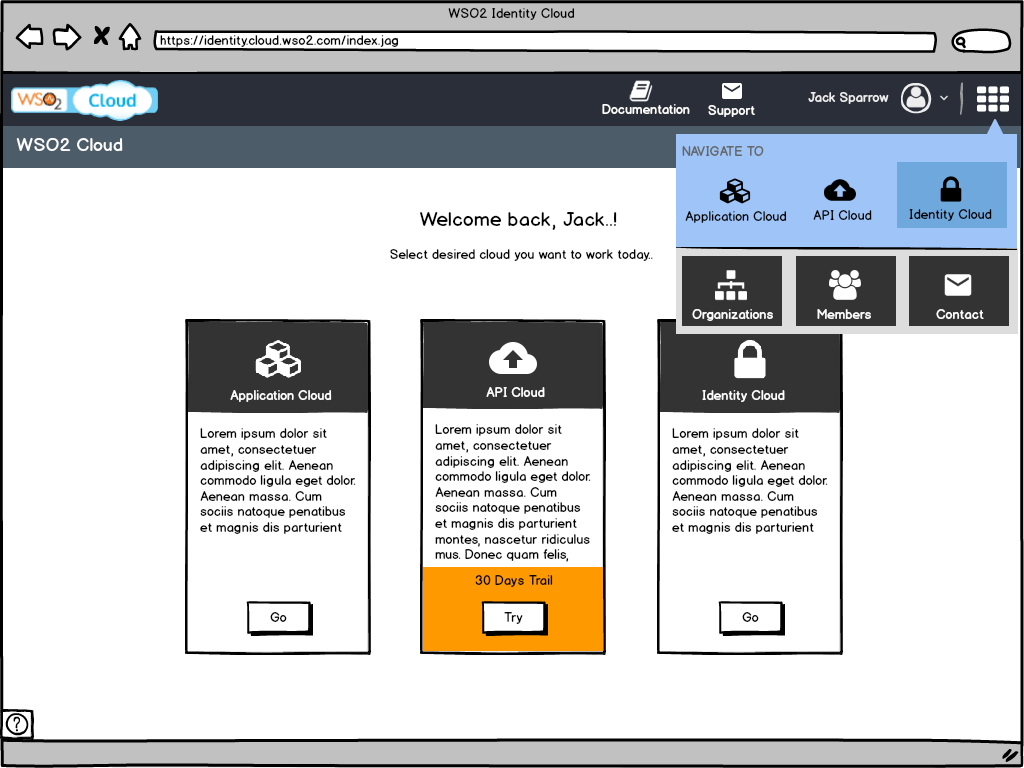 WSO2 Identity Cloud
https://identity.cloud.wso2.com/index.jag
WSO2 Cloud
Documentation
Support
Jack Sparrow
WSO2 Cloud
NAVIGATE TO
Application Cloud
API Cloud
Identity Cloud
Organizations
Members
Contact
Welcome back, Jack..!
Select desired cloud you want to work today..
Application Cloud
Lorem ipsum dolor sit
amet, consectetuer
adipiscing elit. Aenean
commodo ligula eget dolor.
Aenean massa. Cum
sociis natoque penatibus
et magnis dis parturient
Go
API Cloud
Lorem ipsum dolor sit
amet, consectetuer
adipiscing elit. Aenean
commodo ligula eget dolor.
Aenean massa. Cum
sociis natoque penatibus
et magnis dis parturient
montes, nascetur ridiculus
mus. Donec quam felis,
30 Days Trail
Try
Identity Cloud
Lorem ipsum dolor sit
amet, consectetuer
adipiscing elit. Aenean
commodo ligula eget dolor.
Aenean massa. Cum
sociis natoque penatibus
et magnis dis parturient
Go
?